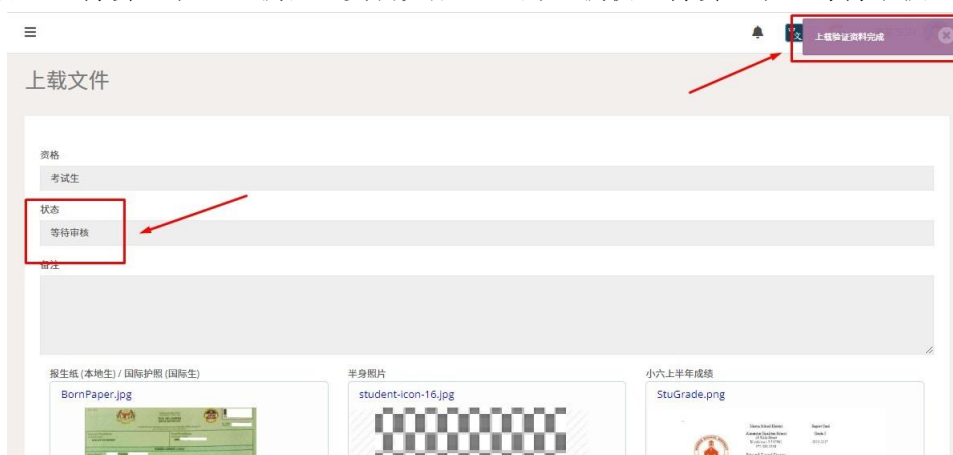 上载验证资料完成
上载文件
资格
考试生
状态
等待审核
备注
报生纸 (本地生) / 国际护照 (国际生)
半身照片
小六上半年成绩
BornPaper.jpg
student-icon-16.jpg
StuGrade.png